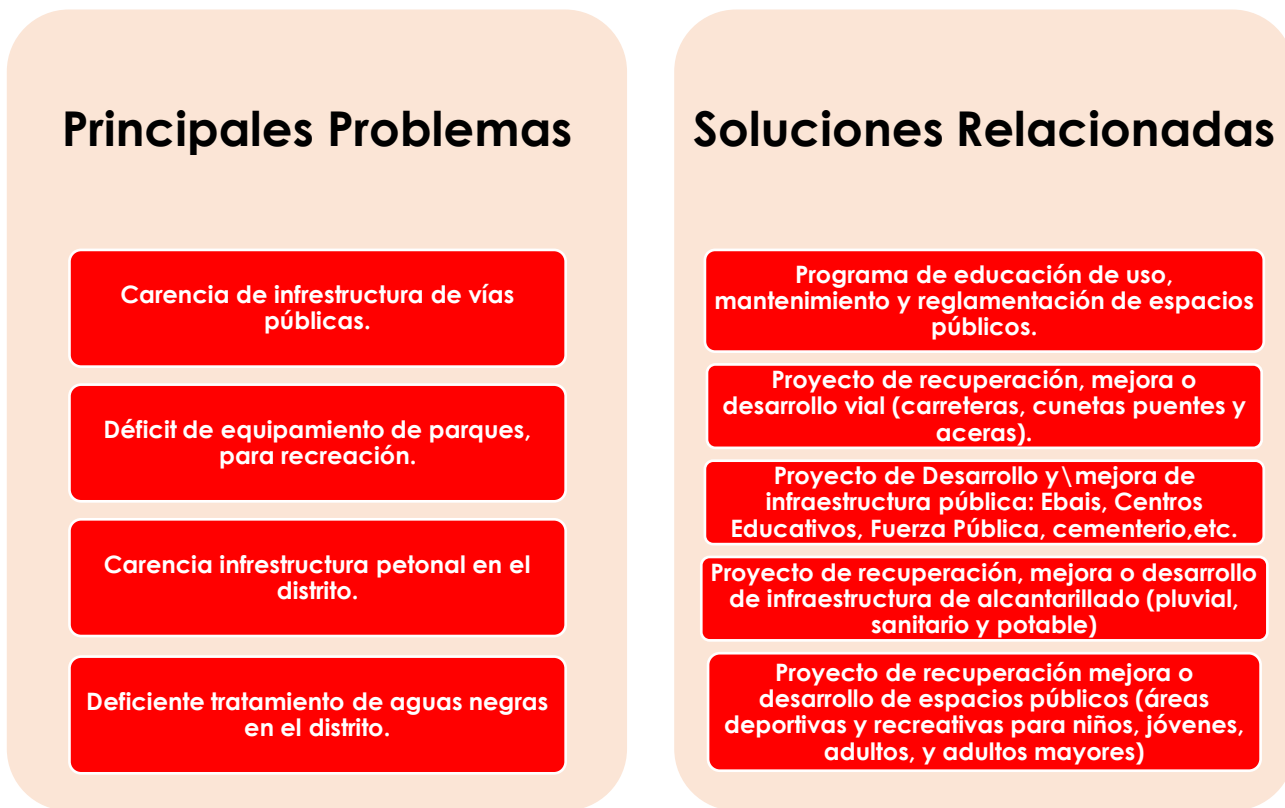 Principales Problemas
Carencia de infrestructura de vías
públicas.
Déficit de equipamiento de parques,
para recreación.
Carencia infrestructura petonal en el
distrito.
Deficiente tratamiento de aguas negras
en el distrito.
Soluciones Relacionadas
Programa de educación de uso,
mantenimiento y reglamentación de espacios
públicos.
Proyecto de recuperación, mejora o
desarrollo vial (carreteras, cunetas puentes y
aceras).
Proyecto de Desarrollo y\mejora de
infraestructura pública: Ebais, Centros
Educativos, Fuerza Pública, cementerio,etc.
Proyecto de recuperación, mejora o desarrollo
de infraestructura de alcantarillado (pluvial,
sanitario y potable)
Proyecto de recuperación mejora o
desarrollo de espacios públicos (áreas
deportivas y recreativas para niños, jóvenes,
adultos, y adultos mayores)